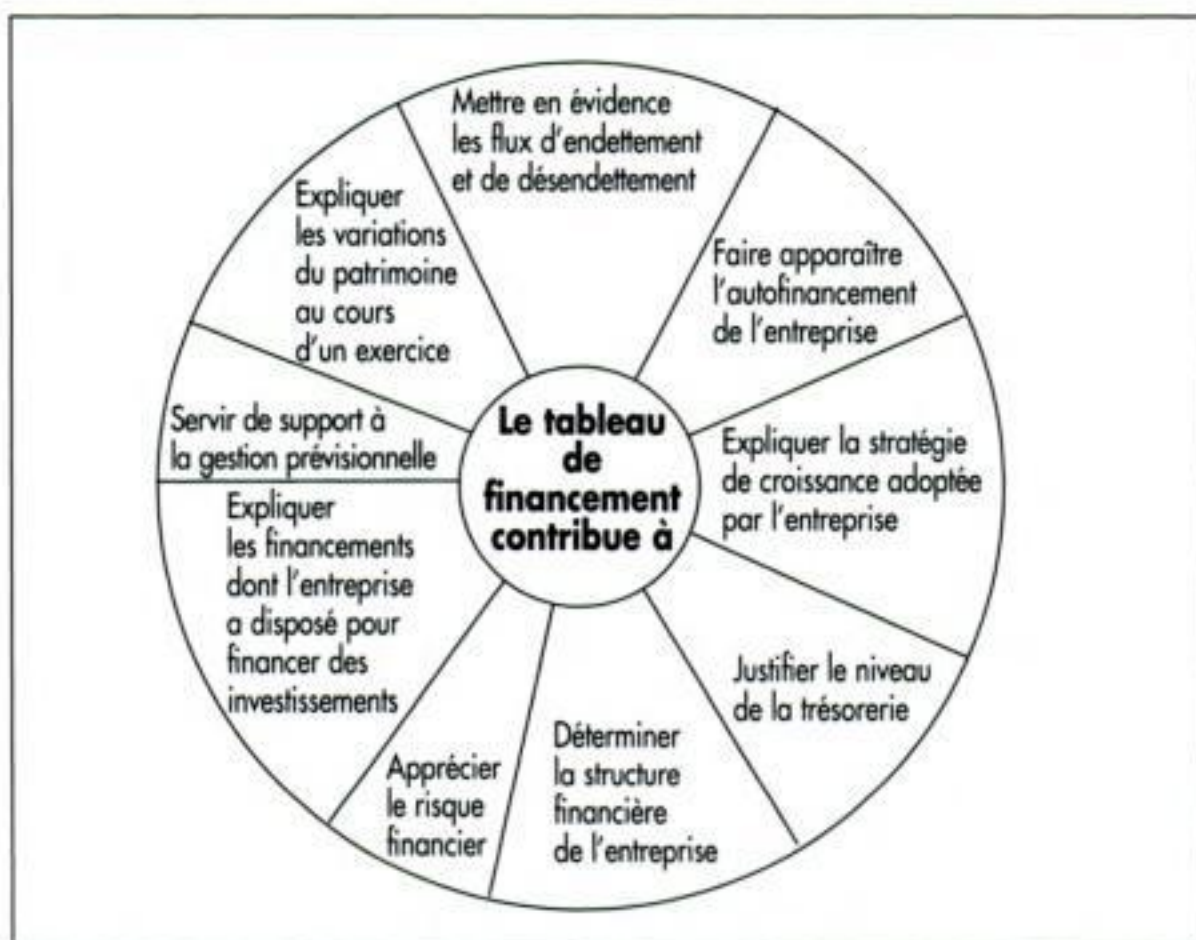 Mettre en évidence
les flux d'endettement
et de désendettement
Faire apparaître
l'autofinancement
de l'entreprise
Expliquer la stratégie
de croissance adoptée
par l'entreprise
Justifier le niveau
de la trésorerie
Déterminer
la structure
financière
de l'entreprise
Apprécier
le risque
financier
Expliquer
les financements
dont l'entreprise
a disposé pour
financer des
investissements
Servir de support à
la gestion prévisionnelle
Expliquer
les variations
du patrimoine
au cours
d'un exercice
Le tableau
de
financement
contribue à